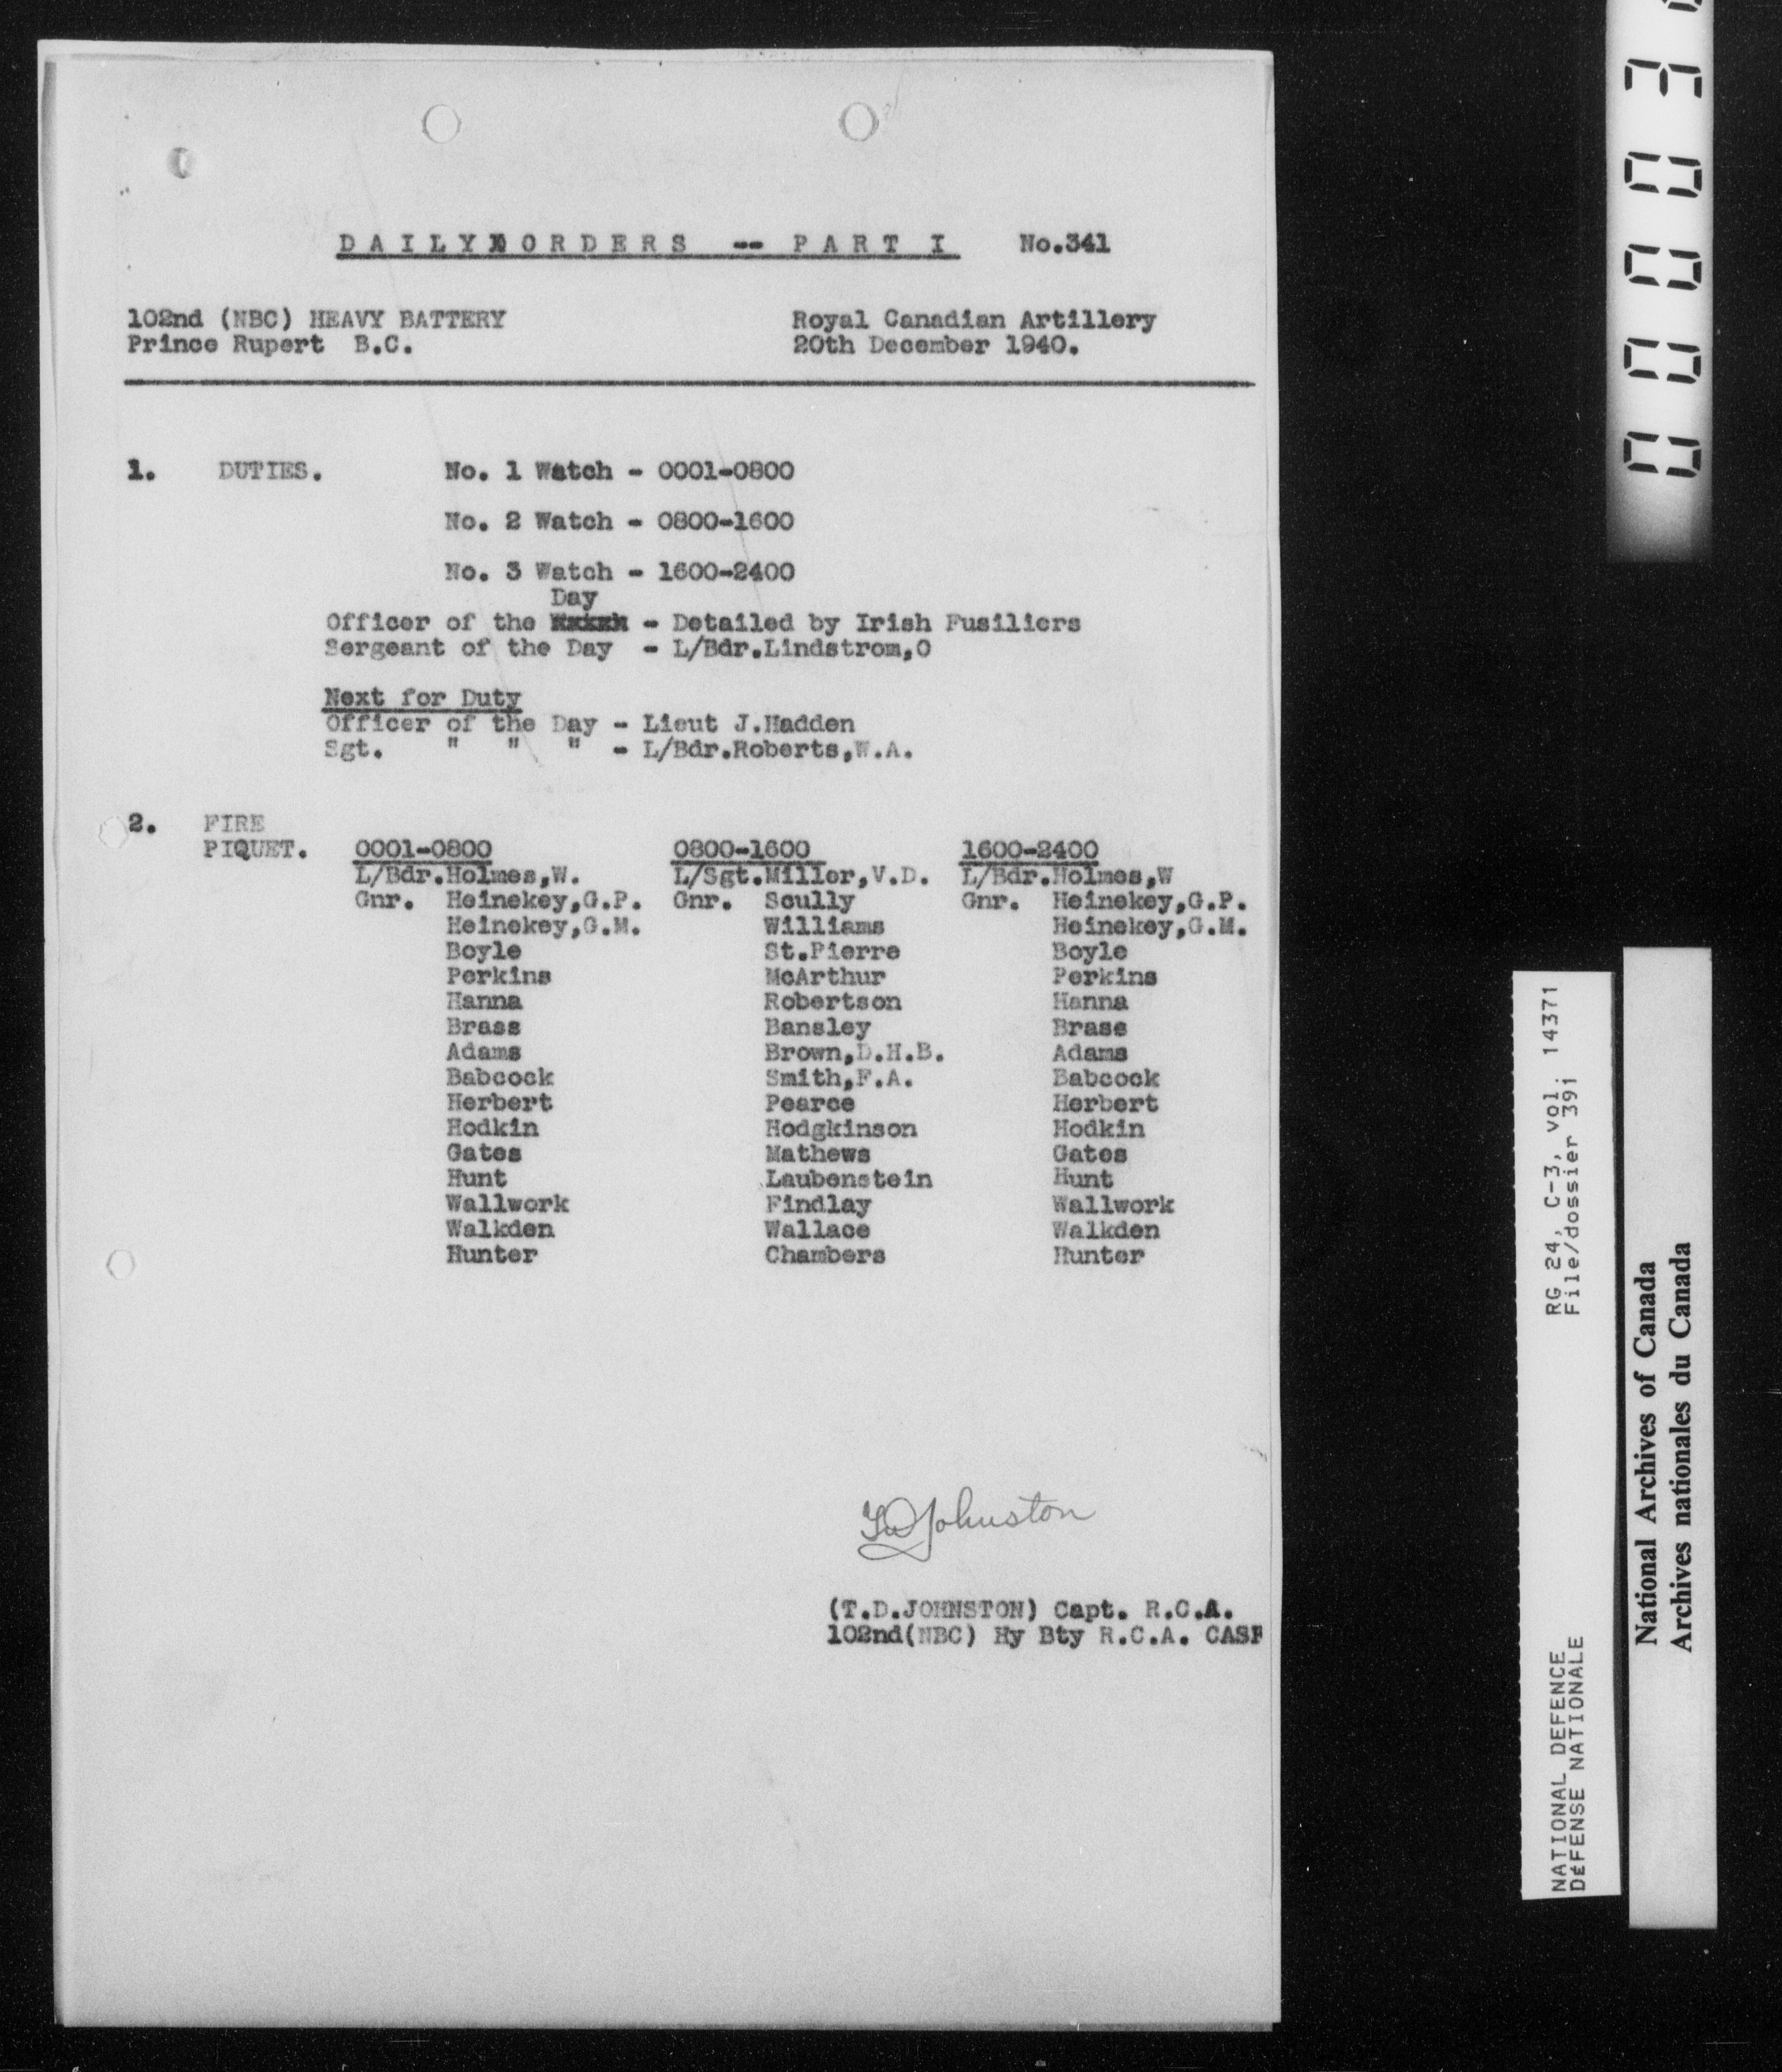 DAILY ORDERS -- PART I No.341
102nd (NBC) HEAVY BATTERY Royal Canadian Artillery
Prince Rupert B.C. 20th December 1940.
1. DUTIES. No. 1 Watch - 0001-0800
No. 2 Watch - 0800-1600
No. 3 Watch - 1600-2400
Day
Officer of the - Detailed by Irish Fusiliers
Sergeant of the Day - L/Bdr.Lindstrom,O
Next for Duty
Officer of the Day - Lieut J.Hadden
Sgt. " " " - L/Bdr.Roberts,W.A.
2. FIRE
PIQUET. 0001-0800 0800-1600 1600-2400
L/Bdr.Holmes,W. L/Sgt.Miller,V.D. L/Bdr.Holmes,W
Gnr. Heinekey,G.P. Gnr. Scully Gnr. Heinekey,G.P.
Heinekey,G.M. Williams Heinekey,G.M.
Boyle St.Pierre Boyle
Perkins McArthur Perkins
Hanna Robertson Hanna
Brass Bansley Brass
Adams Brown,D.H.B. Adams
Babcock Smith,F.A. Babcock
Herbert Pearce Herbert
Hodkin Hodgkinson Hodkin
Gates Mathews Gates
Hunt Laubenstein Hunt
Wallwork Findlay Wallwork
Walkden Wallace Walkden
Hunter Chambers Hunter
TDJohnston
(T.D.JOHNSTON) Capt. R.C.A.
102nd(NBC) Hy Bty R.C.A. CASF
NATIONAL DEFENCE RG 24, C-3, vol. 14371
DÉFENSE NATIONALE File/dossier 391
National Archives of Canada
Archives nationales du Canada